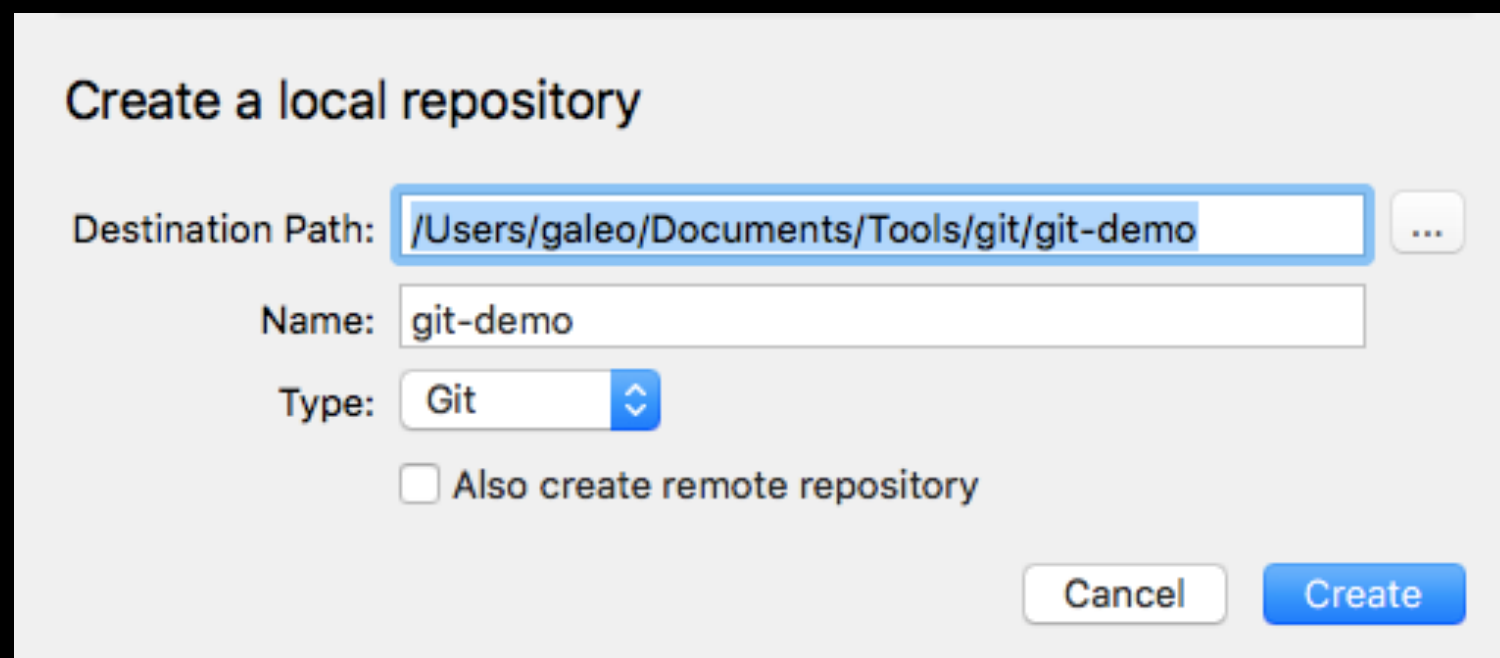 Create a local repository
Destination Path: /Users/galeo/Documents/Tools/git/git-demo ...
Name: git-demo
Type: Git
Also create remote repository
Cancel Create